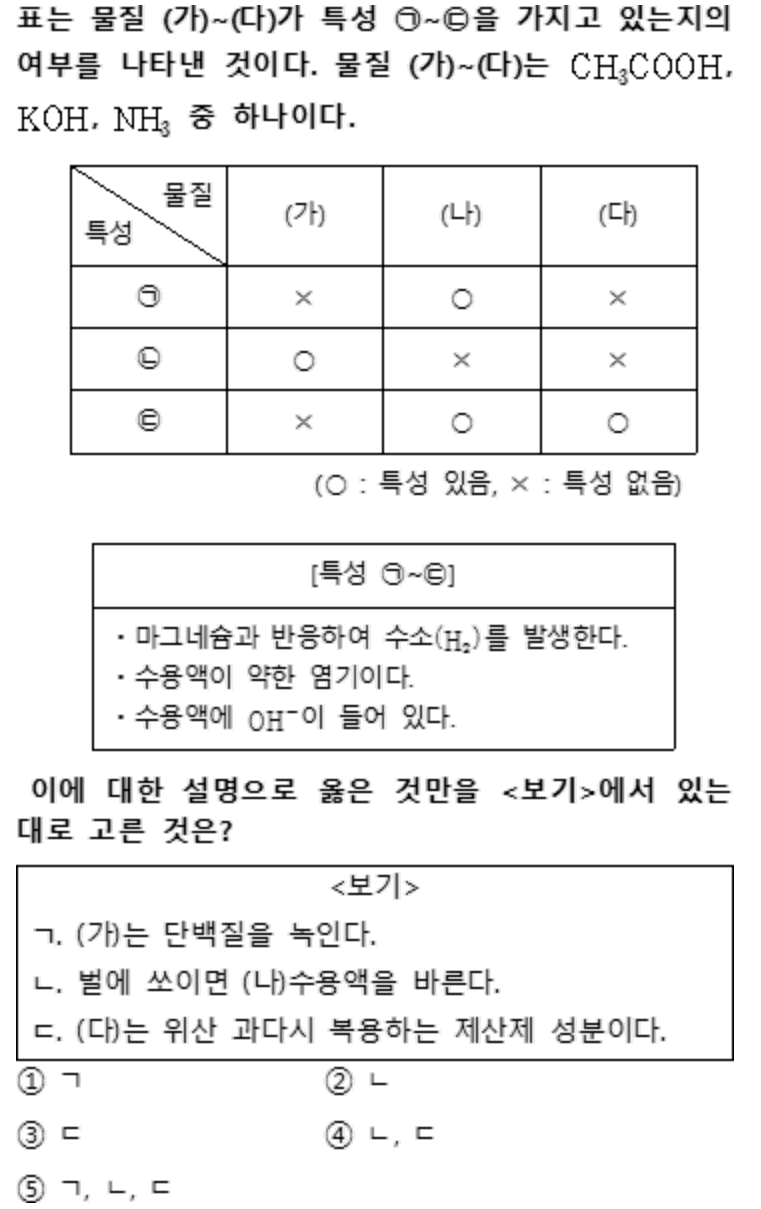 표는 물질 (가)~(다)가 특성 ㉠~㉢을 가지고 있는지의
여부를 나타낸 것이다. 물질 (가)~(다)는 CH₃COOH,
KOH, NH₃ 중 하나이다.
물질
특성
(가) (나) (다)
㉠ × ○ ×
㉡ ○ × ×
㉢ × ○ ○
(○ : 특성 있음, × : 특성 없음)
[특성 ㉠~㉢]
· 마그네슘과 반응하여 수소(H₂)를 발생한다.
· 수용액이 약한 염기이다.
· 수용액에 OH⁻이 들어 있다.
이에 대한 설명으로 옳은 것만을 <보기>에서 있는
대로 고른 것은?
<보기>
ㄱ. (가)는 단백질을 녹인다.
ㄴ. 벌에 쏘이면 (나)수용액을 바른다.
ㄷ. (다)는 위산 과다시 복용하는 제산제 성분이다.
① ㄱ ② ㄴ
③ ㄷ ④ ㄴ, ㄷ
⑤ ㄱ, ㄴ, ㄷ